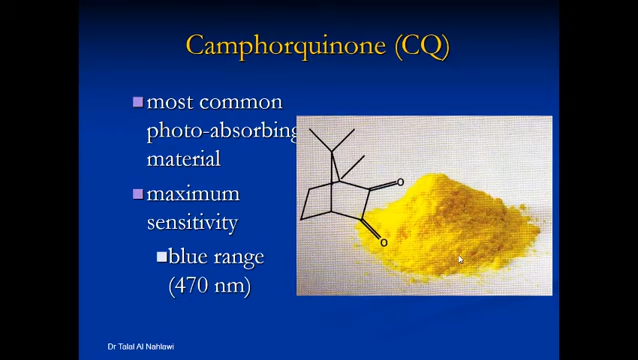 Camphorquinone (CQ)
most common
photo-absorbing
material
maximum
sensitivity
blue range
(470 nm)
O
O
Dr Talal Al Nahlawi